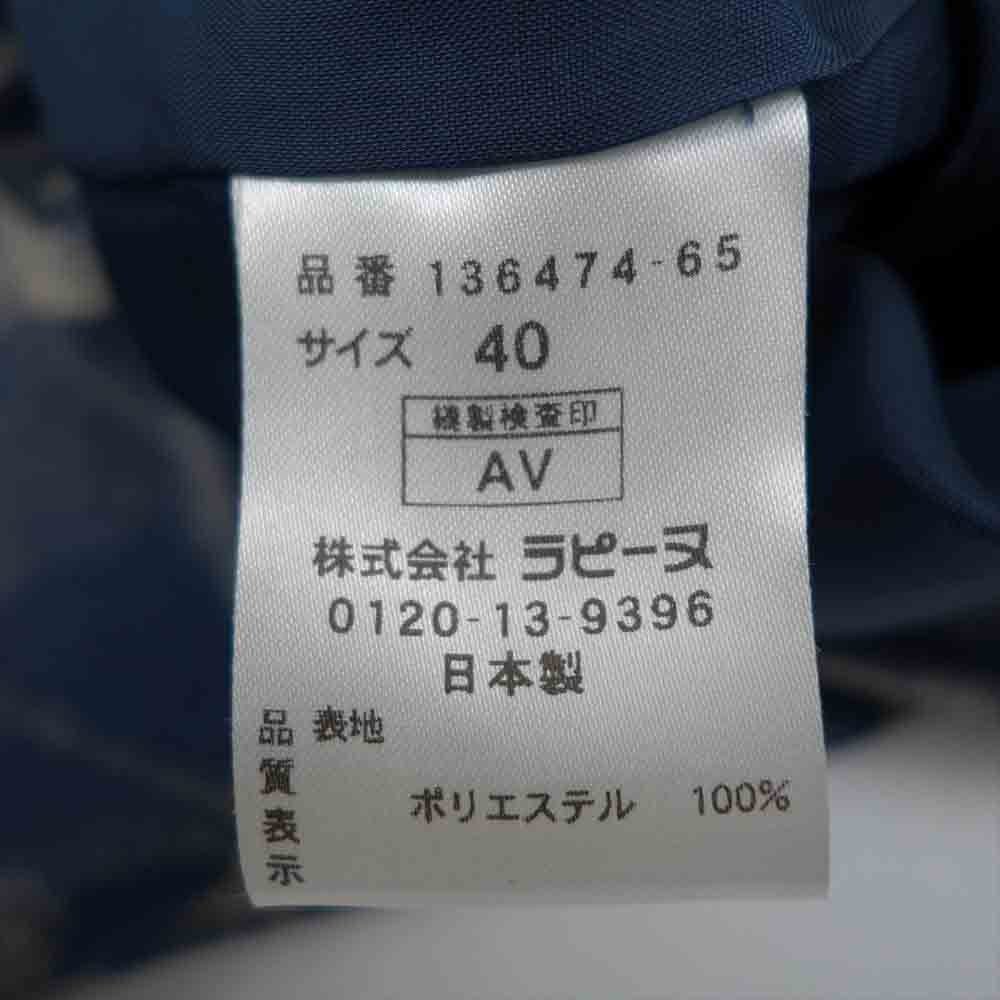 品番 136474-65
サイズ 40
縫製検査印
AV
株式会社 ラピーヌ
0120-13-9396
日本製
品質表示
表地
ポリエステル 100%